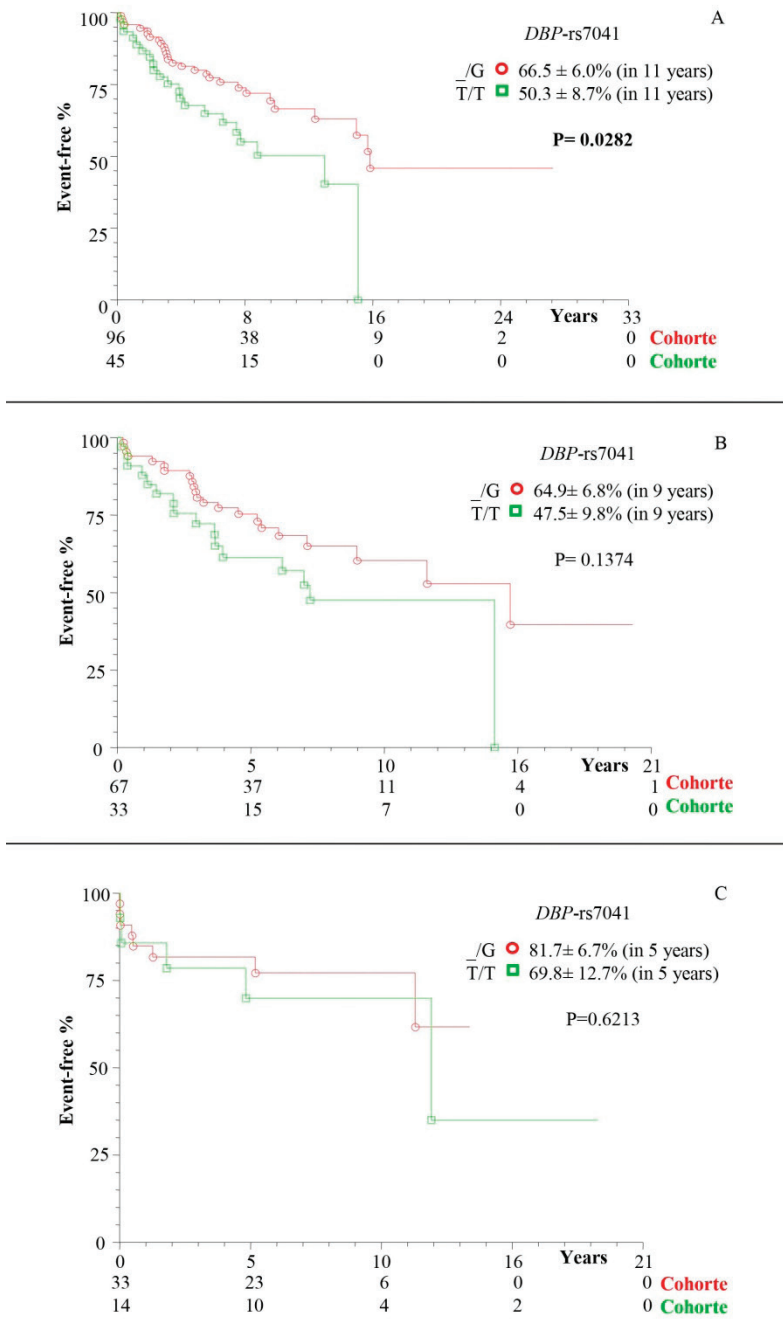 A
DBP-rs7041
_/G 66.5 ± 6.0% (in 11 years)
T/T 50.3 ± 8.7% (in 11 years)
P= 0.0282
Event-free %
100
75
50
25
0
0 8 16 24 33
Years
96 38 9 2 0 Cohorte
45 15 0 0 0 Cohorte
B
DBP-rs7041
_/G 64.9± 6.8% (in 9 years)
T/T 47.5± 9.8% (in 9 years)
P= 0.1374
Event-free %
100
75
50
25
0
0 5 10 16 21
Years
67 37 11 4 1 Cohorte
33 15 7 0 0 Cohorte
C
DBP-rs7041
_/G 81.7± 6.7% (in 5 years)
T/T 69.8± 12.7% (in 5 years)
P=0.6213
Event-free %
100
75
50
25
0
0 5 10 16 21
Years
33 23 6 0 0 Cohorte
14 10 4 2 0 Cohorte